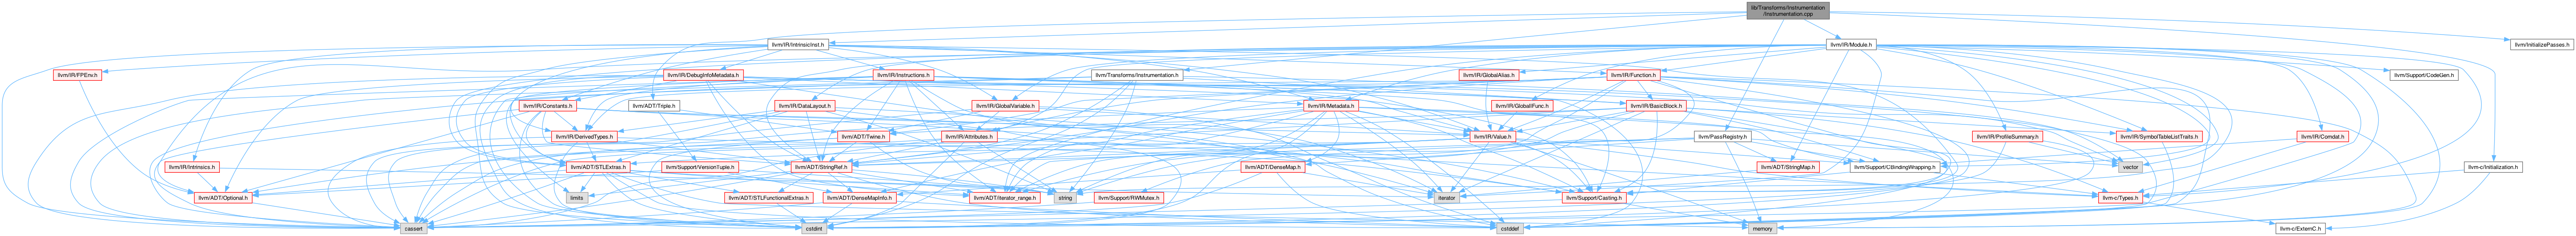 lib/Transforms/Instrumentation
/Instrumentation.cpp
llvm/IR/IntrinsicInst.h
llvm/IR/Module.h
llvm/InitializePasses.h
llvm/IR/FPEnv.h
llvm/IR/DebugInfoMetadata.h
llvm/IR/Instructions.h
llvm/Transforms/Instrumentation.h
llvm/IR/GlobalAlias.h
llvm/IR/Function.h
llvm/Support/CodeGen.h
llvm/IR/Constants.h
llvm/ADT/Triple.h
llvm/IR/DataLayout.h
llvm/IR/GlobalVariable.h
llvm/IR/Metadata.h
llvm/IR/GlobalIFunc.h
llvm/IR/BasicBlock.h
llvm/IR/DerivedTypes.h
llvm/ADT/Twine.h
llvm/IR/Attributes.h
llvm/IR/Value.h
llvm/PassRegistry.h
llvm/IR/ProfileSummary.h
llvm/IR/SymbolTableListTraits.h
llvm/IR/Comdat.h
llvm/IR/Intrinsics.h
llvm/ADT/STLExtras.h
llvm/Support/VersionTuple.h
llvm/ADT/StringRef.h
llvm/ADT/DenseMap.h
llvm/ADT/StringMap.h
llvm/Support/CBindingWrapping.h
vector
llvm-c/Initialization.h
llvm/ADT/Optional.h
limits
llvm/ADT/STLFunctionalExtras.h
llvm/ADT/DenseMapInfo.h
llvm/ADT/iterator_range.h
string
llvm/Support/RWMutex.h
iterator
llvm/Support/Casting.h
llvm-c/Types.h
cassert
cstdint
cstddef
memory
llvm-c/ExternC.h